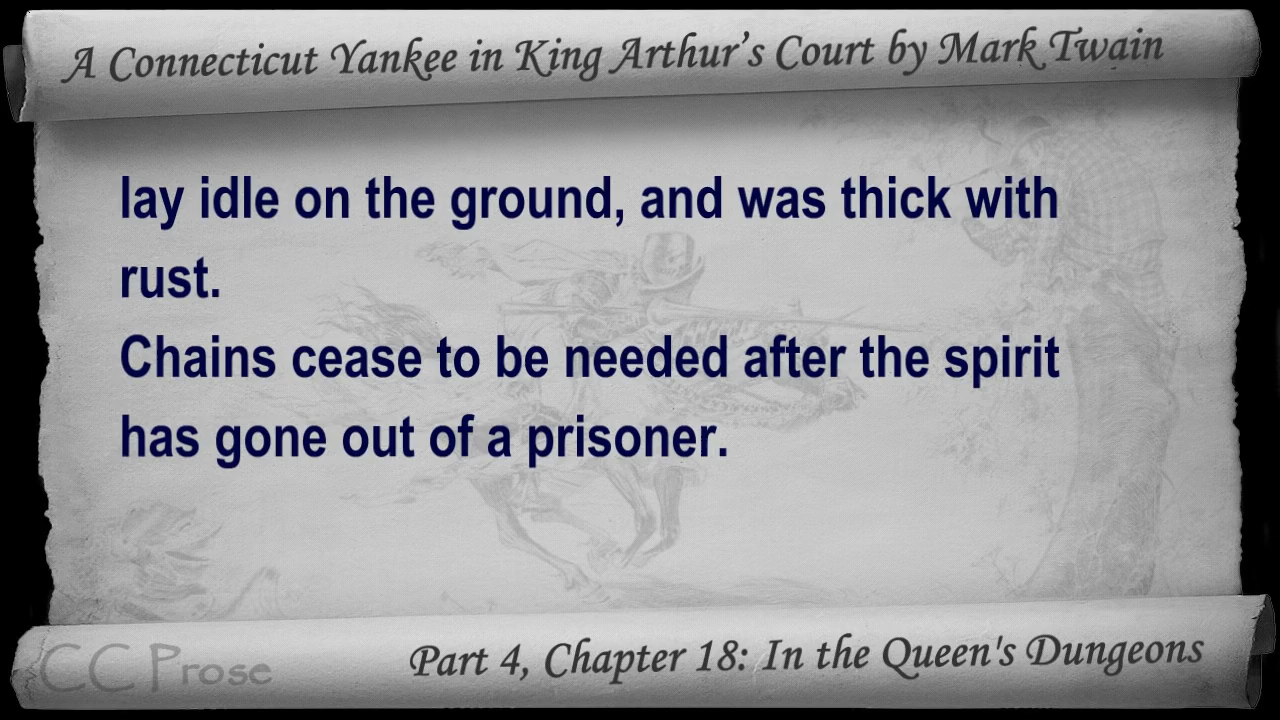 A Connecticut Yankee in King Arthur's Court by Mark Twain
lay idle on the ground, and was thick with
rust.
Chains cease to be needed after the spirit
has gone out of a prisoner.
CC Prose
Part 4, Chapter 18: In the Queen's Dungeons